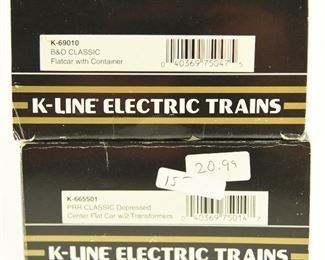 K-69010
B&O CLASSIC
Flatcar with Container
0 40369 75047 5
K-LINE ELECTRIC TRAINS
20.99
15-
K-665501
PRR CLASSIC Depressed
Center Flat Car w/2 Transformers
0 40369 75014 7
K-LINE ELECTRIC TRAINS